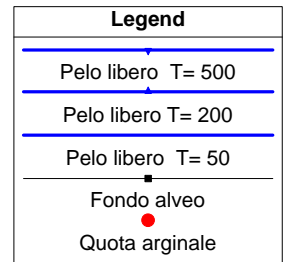 Legend
Pelo libero T= 500
Pelo libero T= 200
Pelo libero T= 50
Fondo alveo
Quota arginale